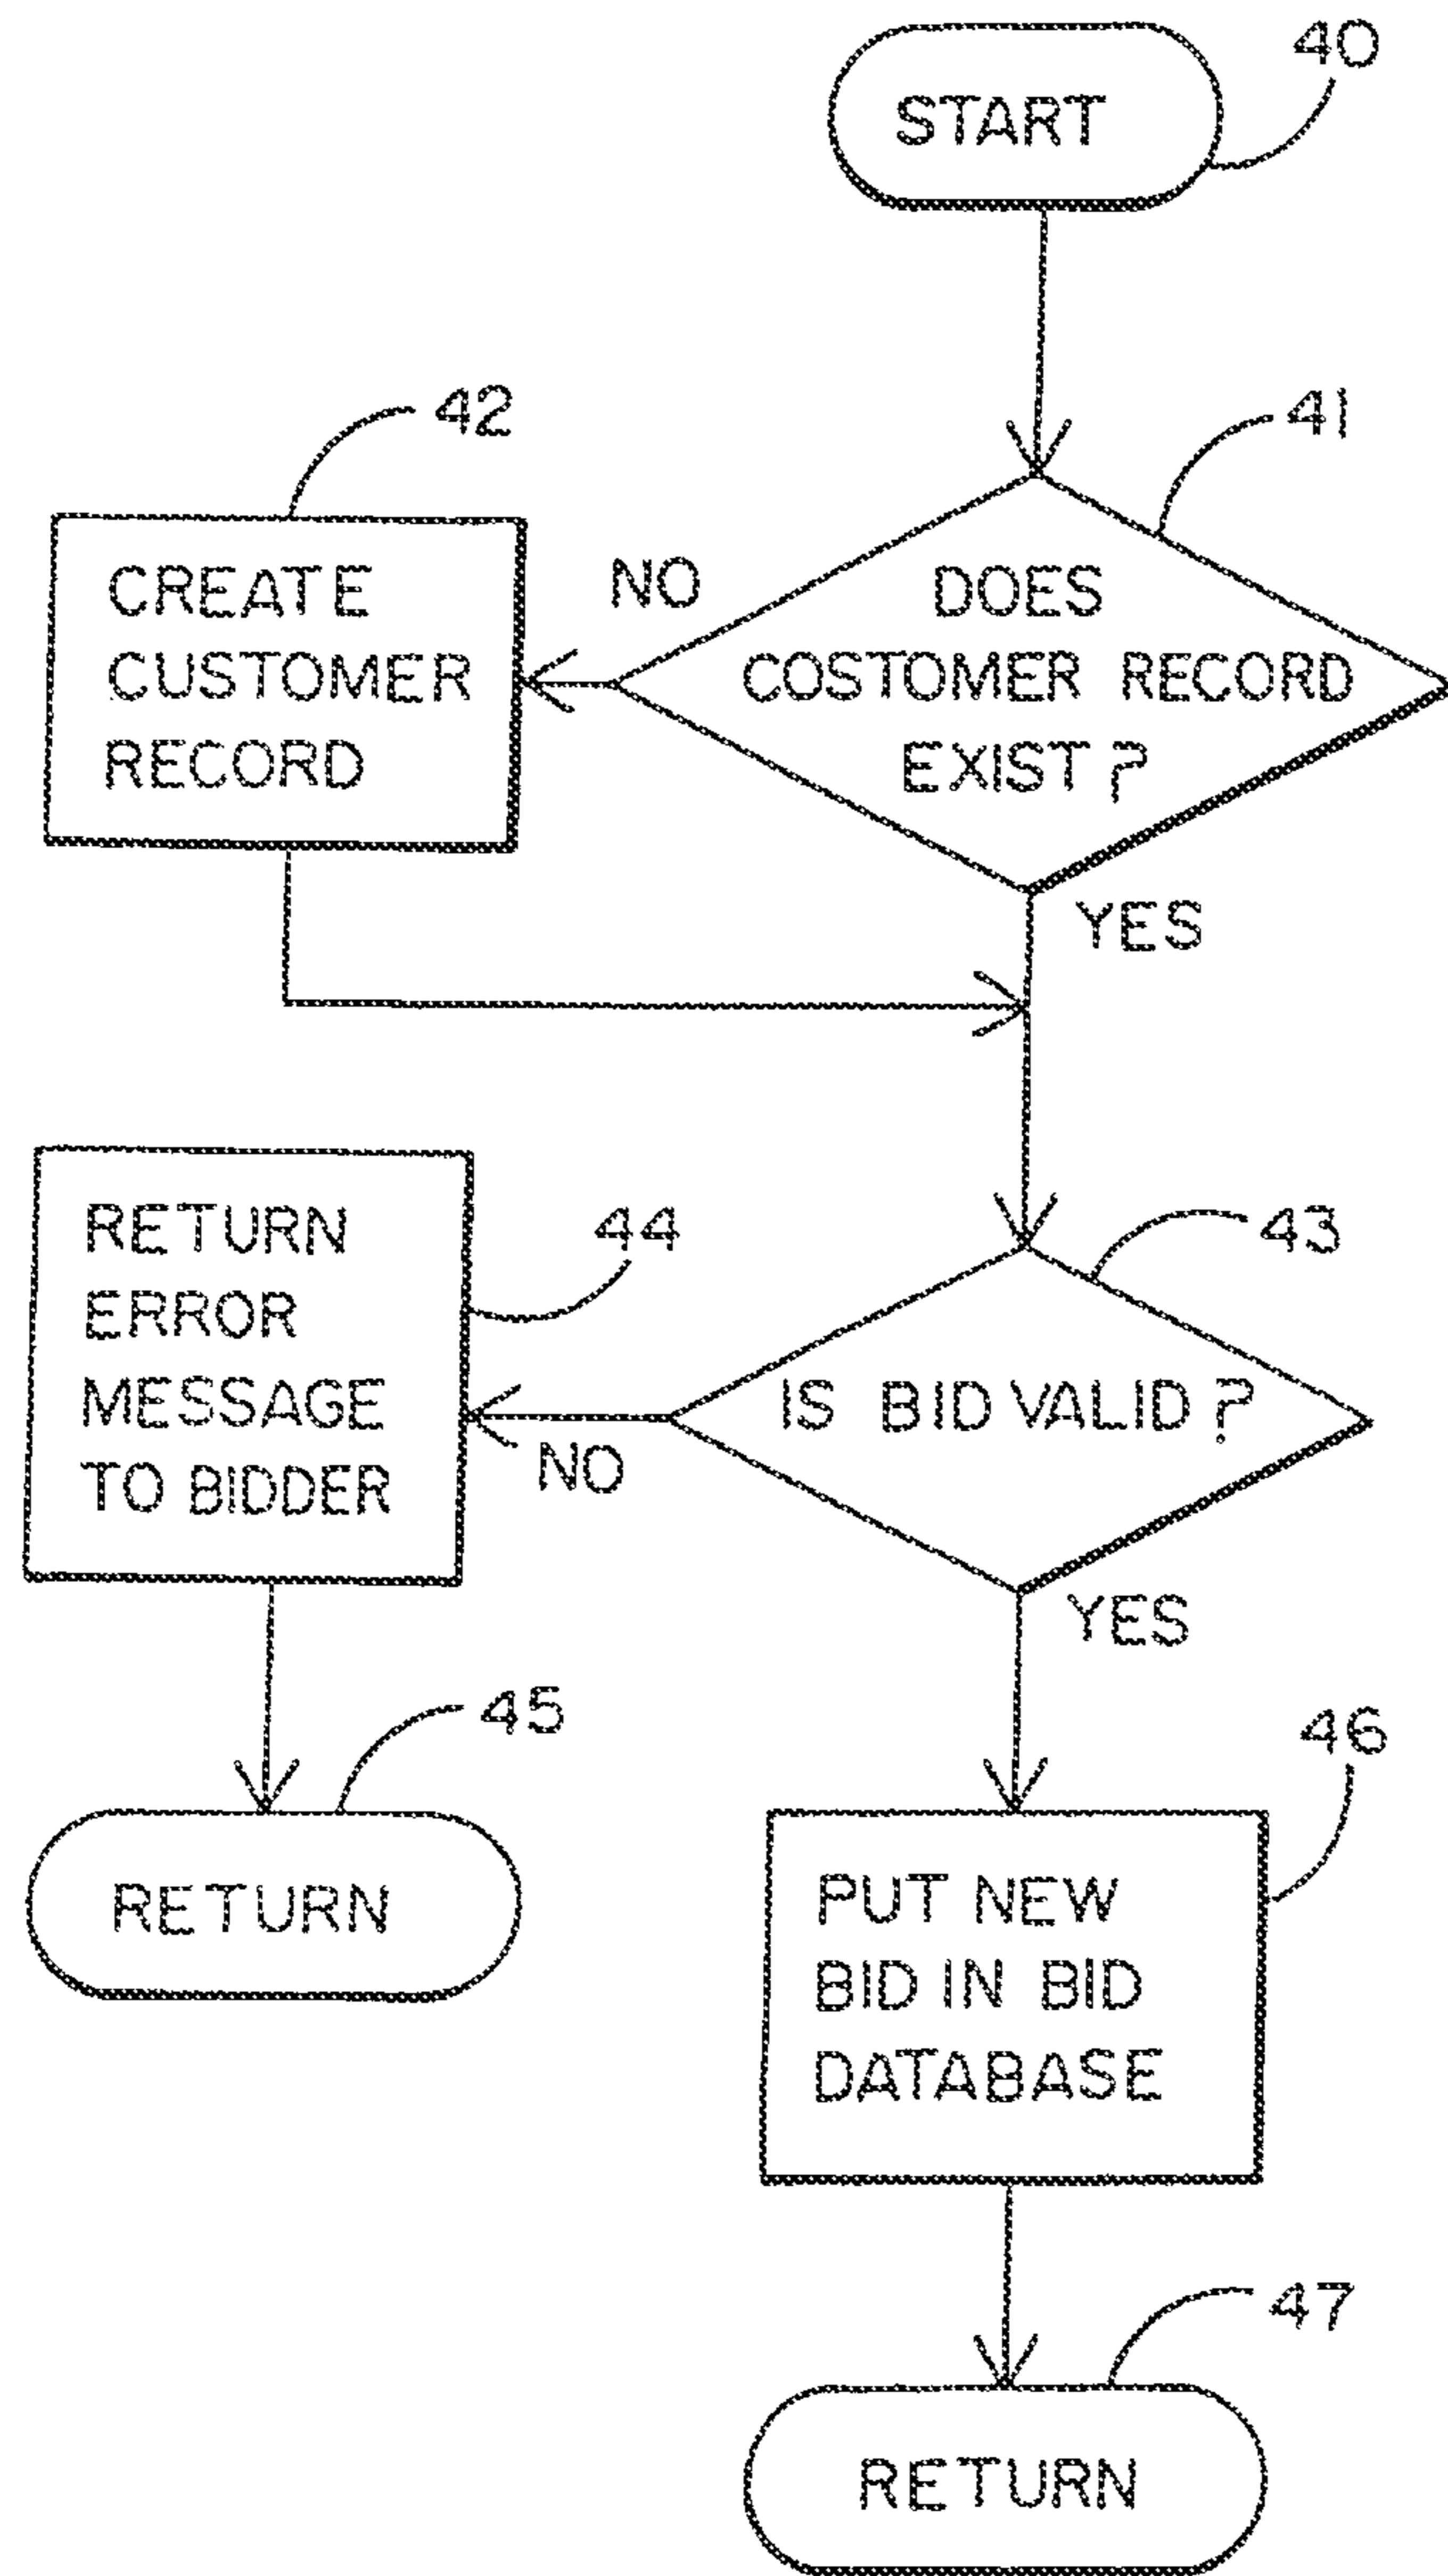 40
START
42
41
CREATE
CUSTOMER
RECORD
NO
DOES
COSTOMER RECORD
EXIST?
YES
RETURN
ERROR
MESSAGE
TO BIDDER
44
43
IS BID VALID?
NO
YES
45
RETURN
46
PUT NEW
BID IN BID
DATABASE
47
RETURN